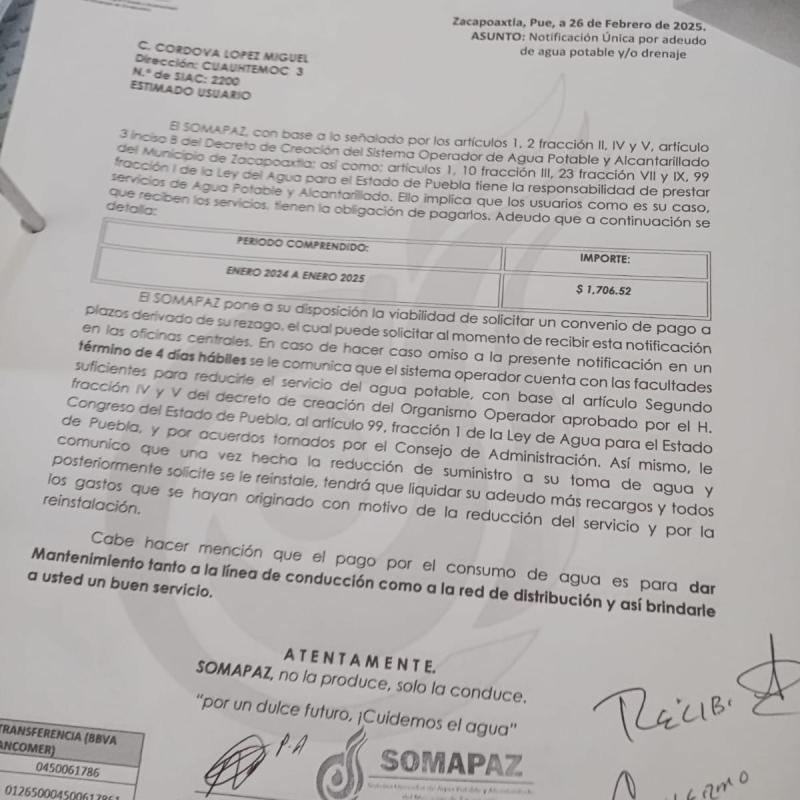 Zacapoaxtla, Pue, a 26 de Febrero de 2025.
ASUNTO: Notificación Única por adeudo
de agua potable y/o drenaje
C. CORDOVA LOPEZ MIGUEL
Dirección: CUAUHTEMOC 3
N.° de SIAC: 2200
ESTIMADO USUARIO
El SOMAPAZ, con base a lo señalado por los artículos 1, 2 fracción II, IV y V, artículo
3 inciso B del Decreto de Creación del Sistema Operador de Agua Potable y Alcantarillado
del Municipio de Zacapoaxtla; así como; artículos 1, 10 fracción III, 23 fracción VII y IX, 99
fracción I de la Ley del Agua para el Estado de Puebla tiene la responsabilidad de prestar
servicios de Agua Potable y Alcantarillado. Ello implica que los usuarios como es su caso,
que reciben los servicios, tienen la obligación de pagarlos. Adeudo que a continuación se
detalla:
PERIODO COMPRENDIDO: IMPORTE:
ENERO 2024 A ENERO 2025 $ 1,706.52
El SOMAPAZ pone a su disposición la viabilidad de solicitar un convenio de pago a
plazos derivado de su rezago, el cual puede solicitar al momento de recibir esta notificación
en las oficinas centrales. En caso de hacer caso omiso a la presente notificación en un
término de 4 días hábiles se le comunica que el sistema operador cuenta con las facultades
suficientes para reducirle el servicio del agua potable, con base al artículo Segundo
fracción IV y V del decreto de creación del Organismo Operador aprobado por el H.
Congreso del Estado de Puebla, al artículo 99, fracción 1 de la Ley de Agua para el Estado
de Puebla, y por acuerdos tomados por el Consejo de Administración. Así mismo, le
comunico que una vez hecha la reducción de suministro a su toma de agua y
posteriormente solicite se le reinstale, tendrá que liquidar su adeudo más recargos y todos
los gastos que se hayan originado con motivo de la reducción del servicio y por la
reinstalación.
Cabe hacer mención que el pago por el consumo de agua es para dar
Mantenimiento tanto a la línea de conducción como a la red de distribución y así brindarle
a usted un buen servicio.
ATENTAMENTE.
SOMAPAZ, no la produce, solo la conduce.
"por un dulce futuro, ¡Cuidemos el agua"
RECIBI
P.A
SOMAPAZ
Sistema Operador de Agua Potable y Alcantarillado
TRANSFERENCIA (BBVA
ANCOMER)
0450061786